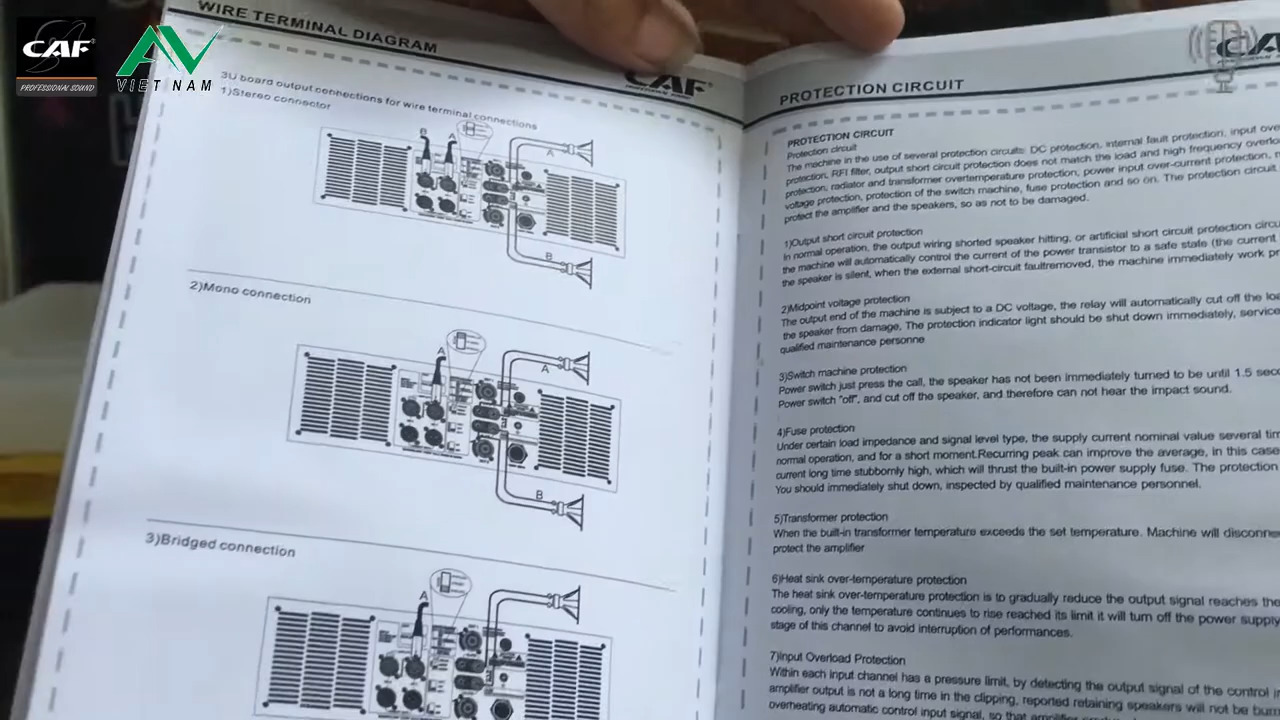 CAF
PROFESSIONAL SOUND
AV
VIET NAM
WIRE TERMINAL DIAGRAM
CAF
3U board output connections for wire terminal connections
1)Stereo connector
B
A
A
B
2)Mono connection
A
A
B
3)Bridged connection
A
CAF
PROTECTION CIRCUIT
PROTECTION CIRCUIT
Protection circuit
The machine in the use of several protection circuits: DC protection, internal fault protection, input
protection, RFI filter, output short circuit protection does not match the load and high frequency
protection, radiator and transformer overtemperature protection, power input over-current protection,
voltage protection, protection of the switch machine, fuse protection and so on. The protection circuit
protect the amplifier and the speakers, so as not to be damaged.
1)Output short circuit protection
In normal operation, the output wiring shorted speaker hitting, or artificial short circuit protection
the machine will automatically control the current of the power transistor to a safe state (the current
the speaker is silent, when the external short-circuit faultremoved, the machine immediately work
2)Midpoint voltage protection
The output end of the machine is subject to a DC voltage, the relay will automatically cut off the
the speaker from damage, The protection indicator light should be shut down immediately,
qualified maintenance personne
3)Switch machine protection
Power switch just press the call, the speaker has not been immediately turned to be until 1.5
Power switch "off", and cut off the speaker, and therefore can not hear the impact sound.
4)Fuse protection
Under certain load impedance and signal level type, the supply current nominal value several
normal operation, and for a short moment.Recurring peak can improve the average, in this case
current long time stubbornly high, which will thrust the built-in power supply fuse. The protection
You should immediately shut down, inspected by qualified maintenance personnel.
5)Transformer protection
When the built-in transformer temperature exceeds the set temperature. Machine will
protect the amplifier
6)Heat sink over-temperature protection
The heat sink over-temperature protection is to gradually reduce the output signal reaches the
cooling, only the temperature continues to rise reached its limit it will turn off the power supply
stage of this channel to avoid interruption of performances.
7)Input Overload Protection
Within each input channel has a pressure limit, by detecting the output signal of the control
amplifier output is not a long time in the clipping, reported retaining speakers will not be
overheating automatic control input signal, so that